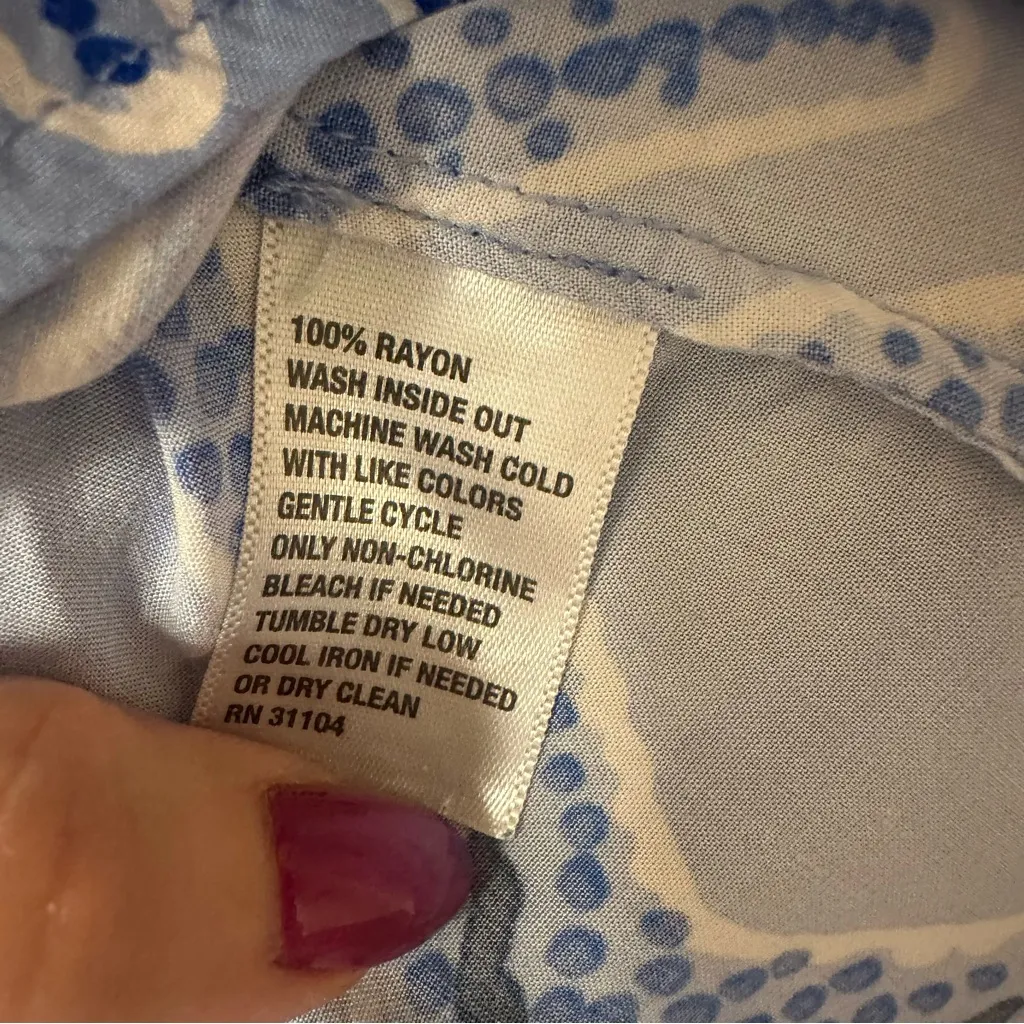 100% RAYON
WASH INSIDE OUT
MACHINE WASH COLD
WITH LIKE COLORS
GENTLE CYCLE
ONLY NON-CHLORINE
BLEACH IF NEEDED
TUMBLE DRY LOW
COOL IRON IF NEEDED
OR DRY CLEAN
RN 31104